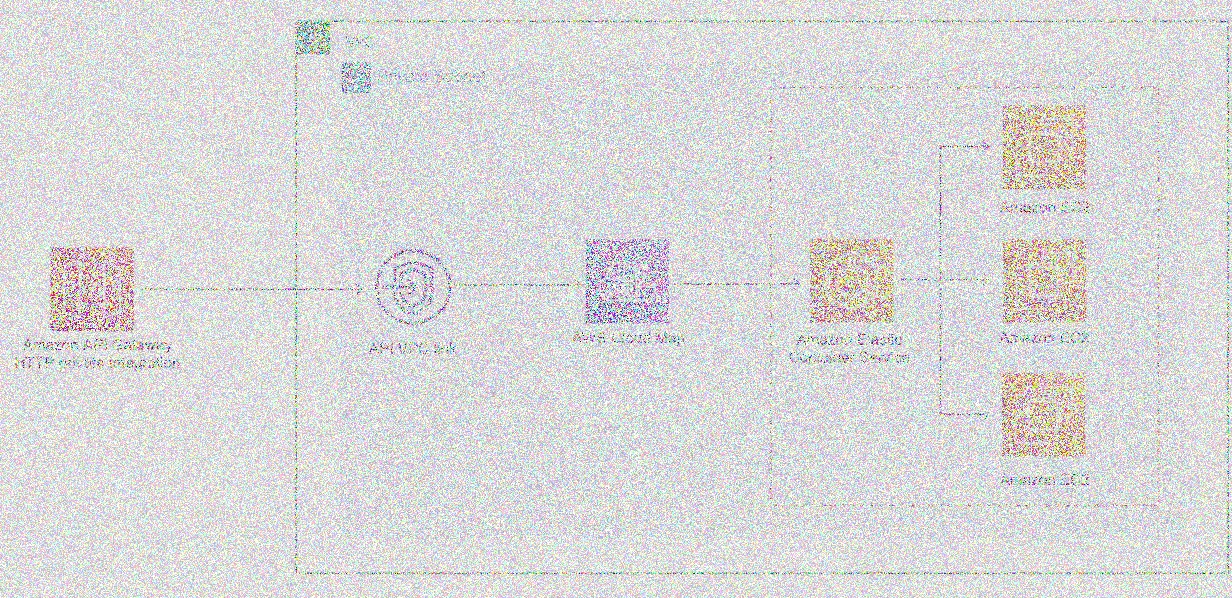 VPC
Private Subnet
Amazon EC2
Amazon API Gateway
HTTP private integration
API VPC link
AWS Cloud Map
Amazon Elastic
Container Service
Amazon EC2
Amazon EC2